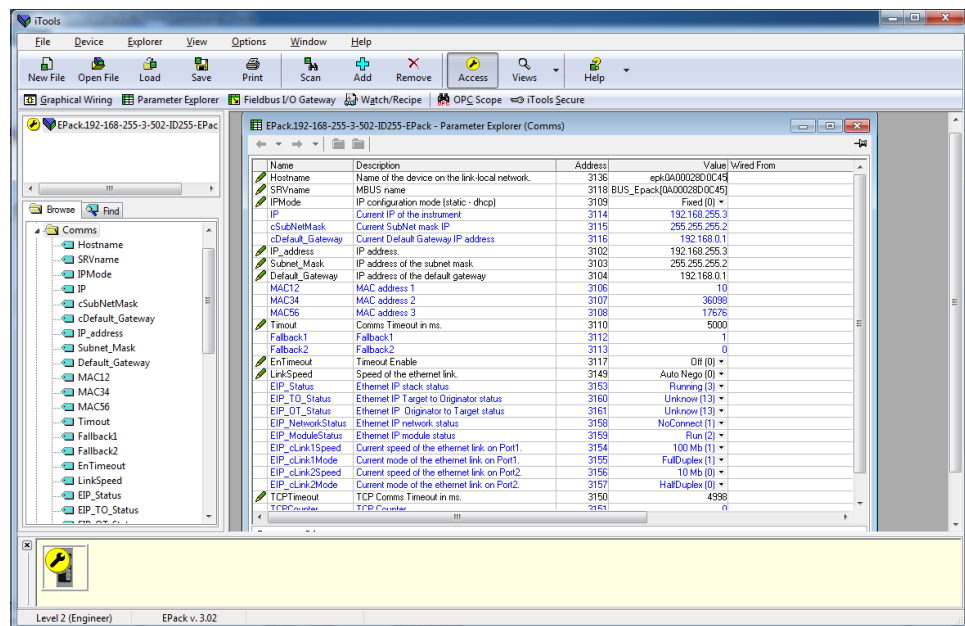 iTools
File Device Explorer View Options Window Help
New File Open File Load Save Print Scan Add Remove Access Views Help
Graphical Wiring Parameter Explorer Fieldbus I/O Gateway Watch/Recipe OPC Scope iTools Secure
EPack.192-168-255-3-502-ID255-EPac
Browse Find
Comms
Hostname
SRVname
IPMode
IP
cSubNetMask
cDefault_Gateway
IP_address
Subnet_Mask
Default_Gateway
MAC12
MAC34
MAC56
Timout
Fallback1
Fallback2
EnTimeout
LinkSpeed
EIP_Status
EIP_TO_Status
EIP_OT_Status
EPack.192-168-255-3-502-ID255-EPack - Parameter Explorer (Comms)
Name Description Address Value Wired From
Hostname Name of the device on the link-local network. 3136 epk0A00028D0C45
SRVname MBUS name 3118 BUS_Epack[0A00028D0C45]
IPMode IP configuration mode (static - dhcp) 3109 Fixed (0)
IP Current IP of the instrument 3114 192.168.255.3
cSubNetMask Current SubNet mask IP 3115 255.255.255.2
cDefault_Gateway Current Default Gateway IP address 3116 192.168.0.1
IP_address IP address. 3102 192.168.255.3
Subnet_Mask IP address of the subnet mask 3103 255.255.255.2
Default_Gateway IP address of the default gateway 3104 192.168.0.1
MAC12 MAC address 1 3106 10
MAC34 MAC address 2 3107 36098
MAC56 MAC address 3 3108 17676
Timout Comms Timeout in ms. 3110 5000
Fallback1 Fallback1 3112 1
Fallback2 Fallback2 3113 0
EnTimeout Timeout Enable 3117 Off (0)
LinkSpeed Speed of the ethernet link. 3149 Auto Nego (0)
EIP_Status Ethernet IP stack status 3153 Running (3)
EIP_TO_Status Ethernet IP Target to Originator status 3160 Unknow (13)
EIP_OT_Status Ethernet IP Originator to Target status 3161 Unknow (13)
EIP_NetworkStatus Ethernet IP network status 3158 NoConnect (1)
EIP_ModuleStatus Ethernet IP module status 3159 Run (2)
EIP_cLink1Speed Current speed of the ethernet link on Port1. 3154 100 Mb (1)
EIP_cLink1Mode Current mode of the ethernet link on Port1. 3155 FullDuplex (1)
EIP_cLink2Speed Current speed of the ethernet link on Port2. 3156 10 Mb (0)
EIP_cLink2Mode Current mode of the ethernet link on Port2. 3157 HalfDuplex (0)
TCPTimeout TCP Comms Timeout in ms. 3150 4998
TCPCounter TCP Counter 3151 0
Level 2 (Engineer) EPack v. 3.02